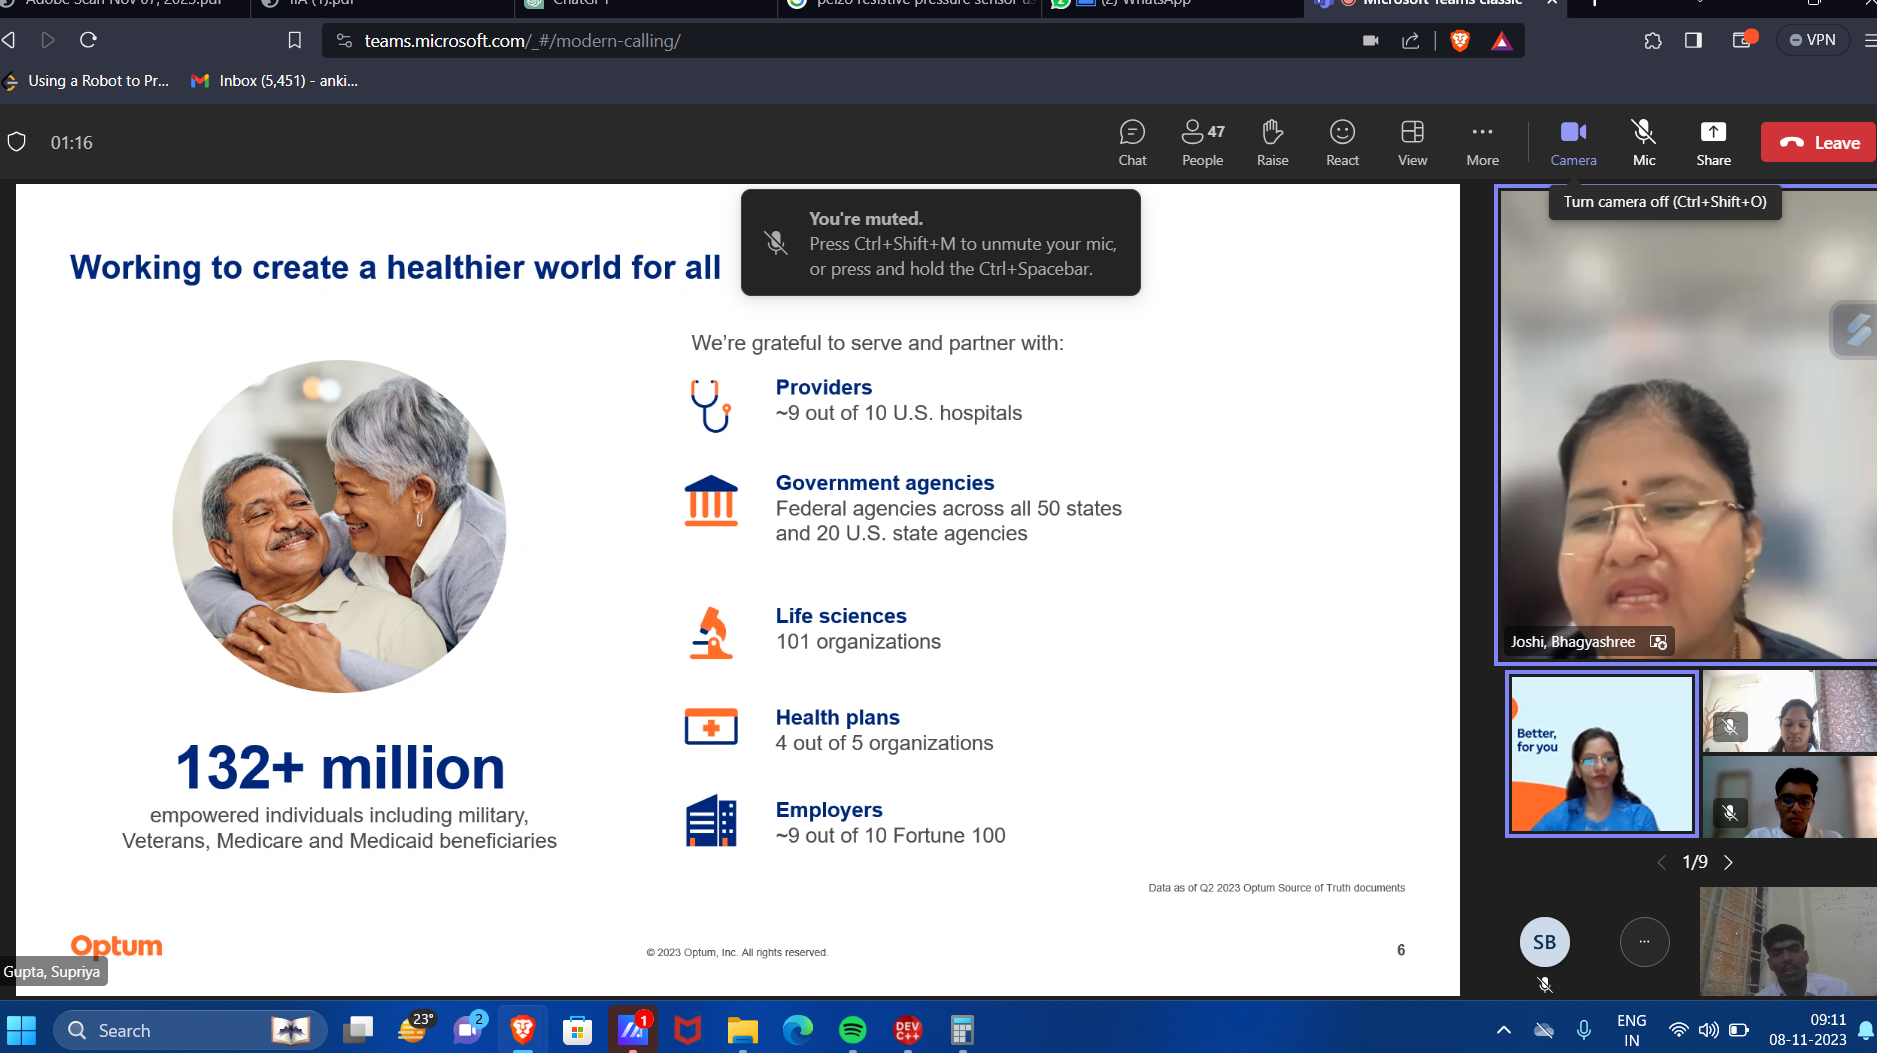 Adobe Scan Nov 07, 2023.pdf
IIA (1).pdf
ChatGPT
peizo resistive pressure sensor us
(2) WhatsApp
Microsoft Teams classic
teams.microsoft.com/_#/modern-calling/
VPN
Using a Robot to Pr...
Inbox (5,451) - anki...
01:16
Chat
47
People
Raise
React
View
More
Camera
Mic
Share
Leave
Turn camera off (Ctrl+Shift+O)
You're muted.
Press Ctrl+Shift+M to unmute your mic,
or press and hold the Ctrl+Spacebar.
Working to create a healthier world for all
We're grateful to serve and partner with:
Providers
~9 out of 10 U.S. hospitals
Government agencies
Federal agencies across all 50 states
and 20 U.S. state agencies
Life sciences
101 organizations
Health plans
4 out of 5 organizations
Employers
~9 out of 10 Fortune 100
132+ million
empowered individuals including military,
Veterans, Medicare and Medicaid beneficiaries
Data as of Q2 2023 Optum Source of Truth documents
Optum
© 2023 Optum, Inc. All rights reserved.
6
Gupta, Supriya
Joshi, Bhagyashree
Better,
for you
1/9
SB
Search
23°
2
1
DEV
C++
ENG
IN
09:11
08-11-2023